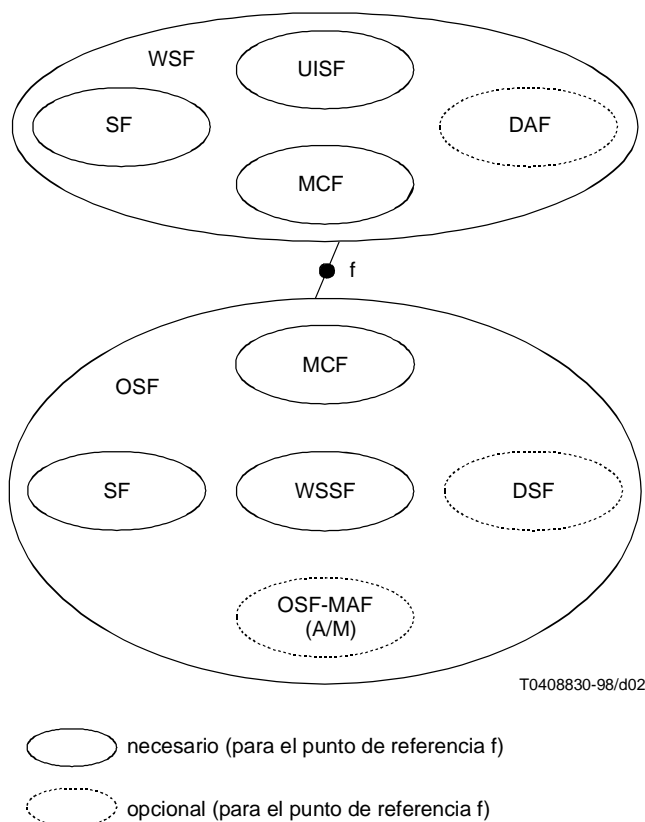 WSF
UISF
SF
DAF
MCF
f
MCF
OSF
SF
WSSF
DSF
OSF-MAF
(A/M)
T0408830-98/d02
necesario (para el punto de referencia f)
opcional (para el punto de referencia f)